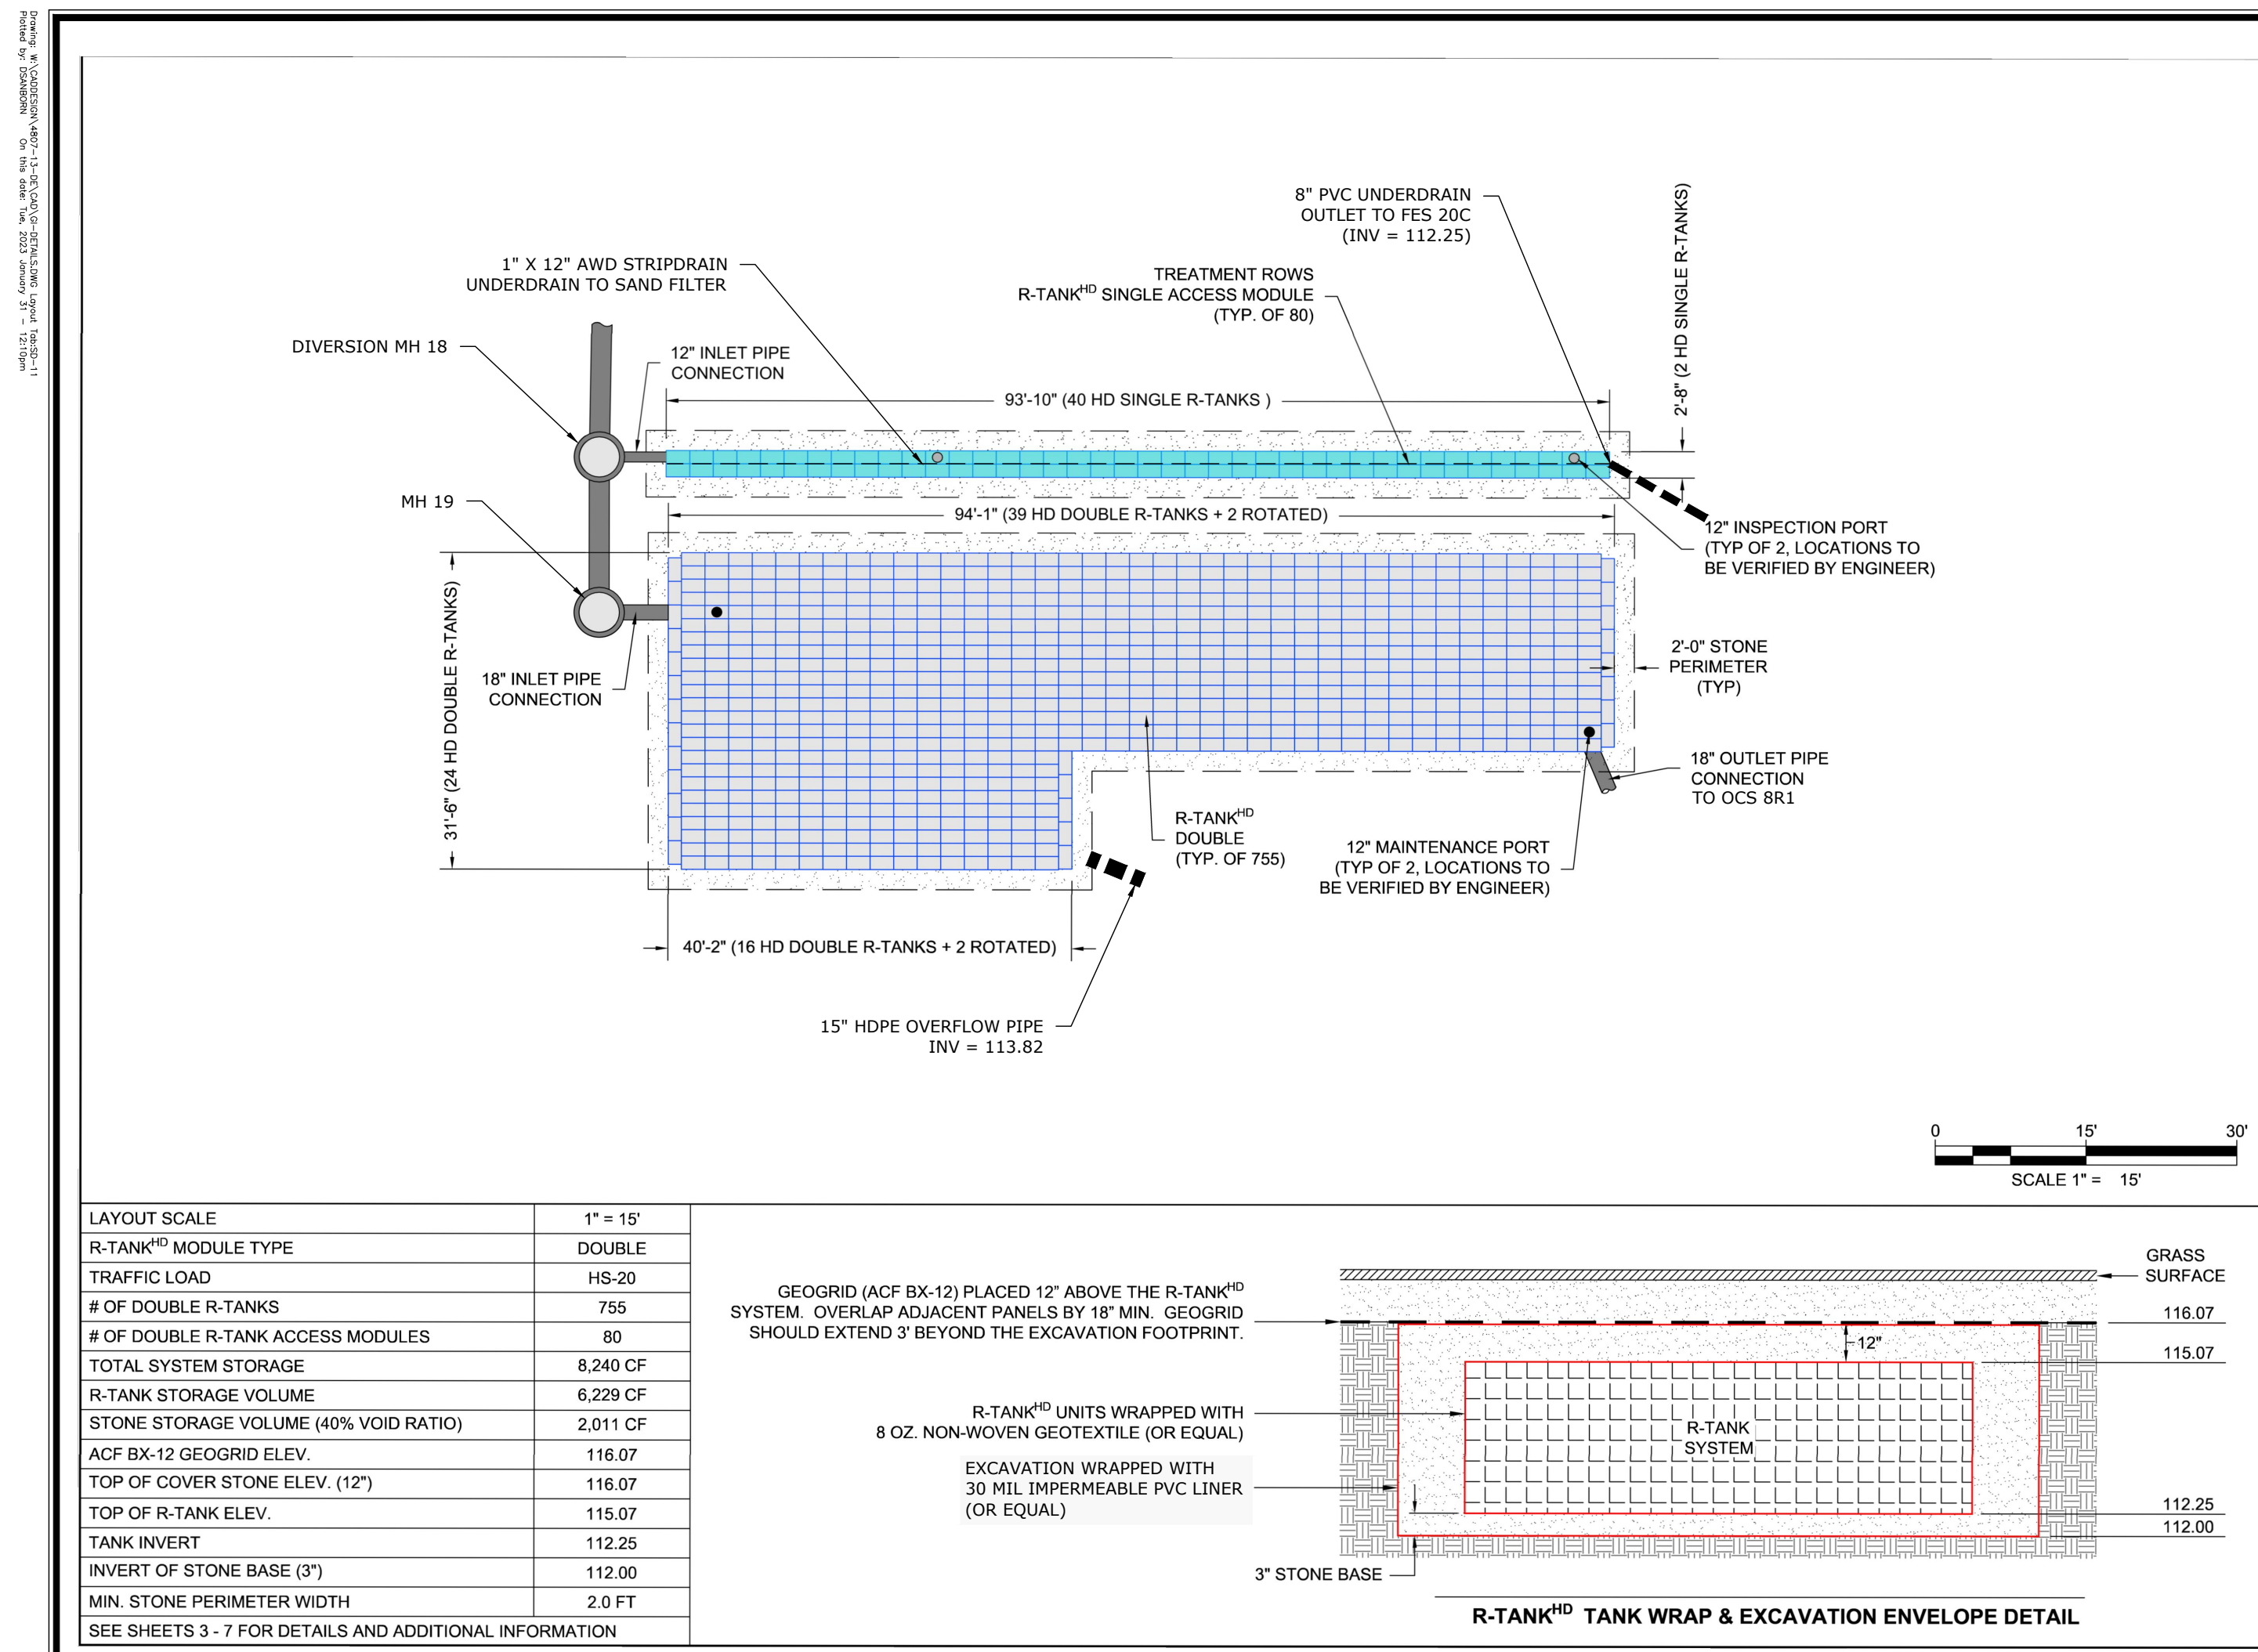 Drawing: W:\CADDESIGN\4807-13-DE\CAD\GI-DETAILS.DWG Layout Tab:SD-11
Plotted by: DSANBORN On this date: Tue, 2023 January 31 - 12:10pm
8" PVC UNDERDRAIN
OUTLET TO FES 20C
(INV = 112.25)
1" X 12" AWD STRIPDRAIN
UNDERDRAIN TO SAND FILTER
TREATMENT ROWS
R-TANKHD SINGLE ACCESS MODULE
(TYP. OF 80)
2'-8" (2 HD SINGLE R-TANKS)
DIVERSION MH 18
12" INLET PIPE
CONNECTION
93'-10" (40 HD SINGLE R-TANKS )
MH 19
94'-1" (39 HD DOUBLE R-TANKS + 2 ROTATED)
12" INSPECTION PORT
(TYP OF 2, LOCATIONS TO
BE VERIFIED BY ENGINEER)
31'-6" (24 HD DOUBLE R-TANKS)
18" INLET PIPE
CONNECTION
2'-0" STONE
PERIMETER
(TYP)
18" OUTLET PIPE
CONNECTION
TO OCS 8R1
R-TANKHD
DOUBLE
(TYP. OF 755)
12" MAINTENANCE PORT
(TYP OF 2, LOCATIONS TO
BE VERIFIED BY ENGINEER)
40'-2" (16 HD DOUBLE R-TANKS + 2 ROTATED)
15" HDPE OVERFLOW PIPE
INV = 113.82
0 15' 30'
SCALE 1" = 15'
LAYOUT SCALE 1" = 15'
R-TANKHD MODULE TYPE DOUBLE
TRAFFIC LOAD HS-20
# OF DOUBLE R-TANKS 755
# OF DOUBLE R-TANK ACCESS MODULES 80
TOTAL SYSTEM STORAGE 8,240 CF
R-TANK STORAGE VOLUME 6,229 CF
STONE STORAGE VOLUME (40% VOID RATIO) 2,011 CF
ACF BX-12 GEOGRID ELEV. 116.07
TOP OF COVER STONE ELEV. (12") 116.07
TOP OF R-TANK ELEV. 115.07
TANK INVERT 112.25
INVERT OF STONE BASE (3") 112.00
MIN. STONE PERIMETER WIDTH 2.0 FT
SEE SHEETS 3 - 7 FOR DETAILS AND ADDITIONAL INFORMATION
GEOGRID (ACF BX-12) PLACED 12" ABOVE THE R-TANKHD
SYSTEM. OVERLAP ADJACENT PANELS BY 18" MIN. GEOGRID
SHOULD EXTEND 3' BEYOND THE EXCAVATION FOOTPRINT.
R-TANKHD UNITS WRAPPED WITH
8 OZ. NON-WOVEN GEOTEXTILE (OR EQUAL)
EXCAVATION WRAPPED WITH
30 MIL IMPERMEABLE PVC LINER
(OR EQUAL)
3" STONE BASE
GRASS
SURFACE
116.07
12"
115.07
R-TANK
SYSTEM
112.25
112.00
R-TANKHD TANK WRAP & EXCAVATION ENVELOPE DETAIL